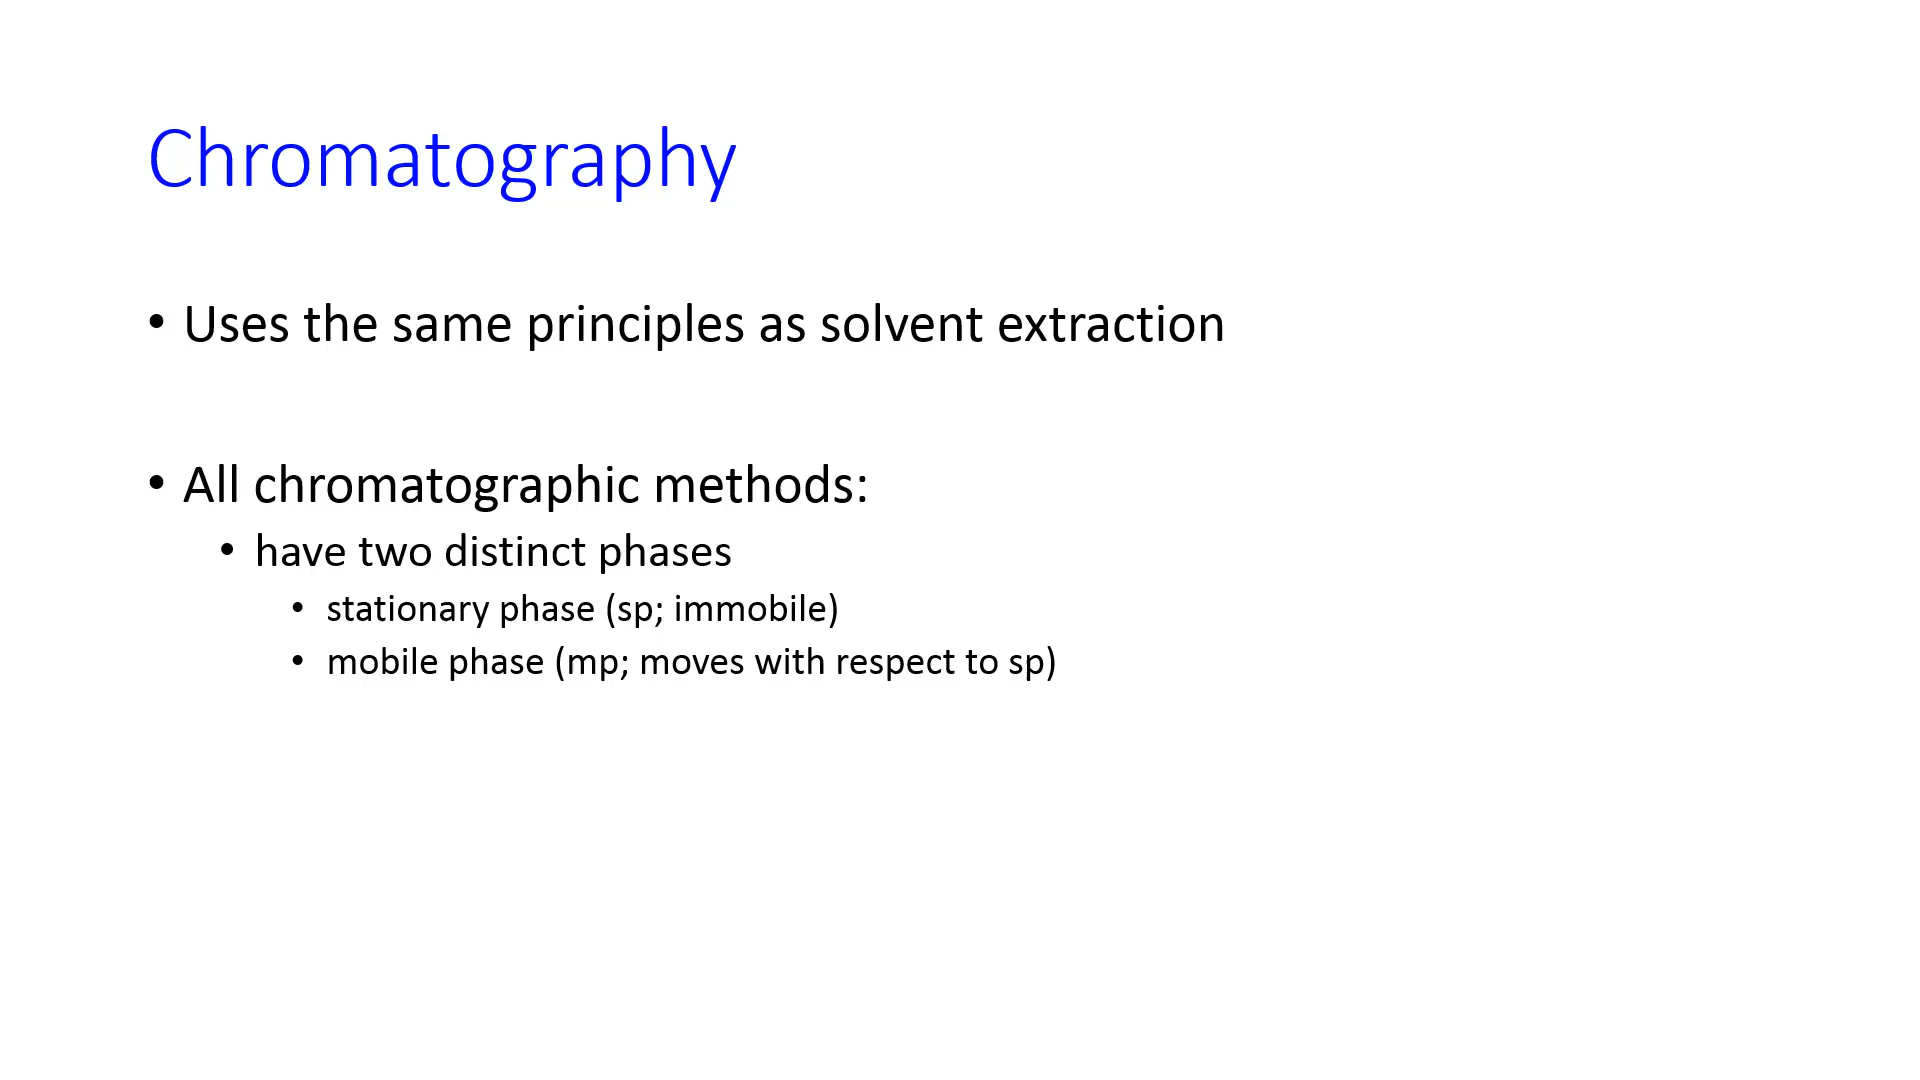 Chromatography
• Uses the same principles as solvent extraction
• All chromatographic methods:
• have two distinct phases
• stationary phase (sp; immobile)
• mobile phase (mp; moves with respect to sp)